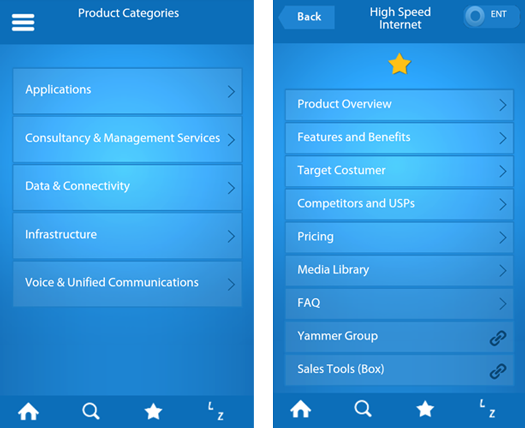 Product Categories
Applications
Consultancy & Management Services
Data & Connectivity
Infrastructure
Voice & Unified Communications
L
Z
Back
High Speed
Internet
ENT
Product Overview
Features and Benefits
Target Costumer
Competitors and USPs
Pricing
Media Library
FAQ
Yammer Group
Sales Tools (Box)
L
Z